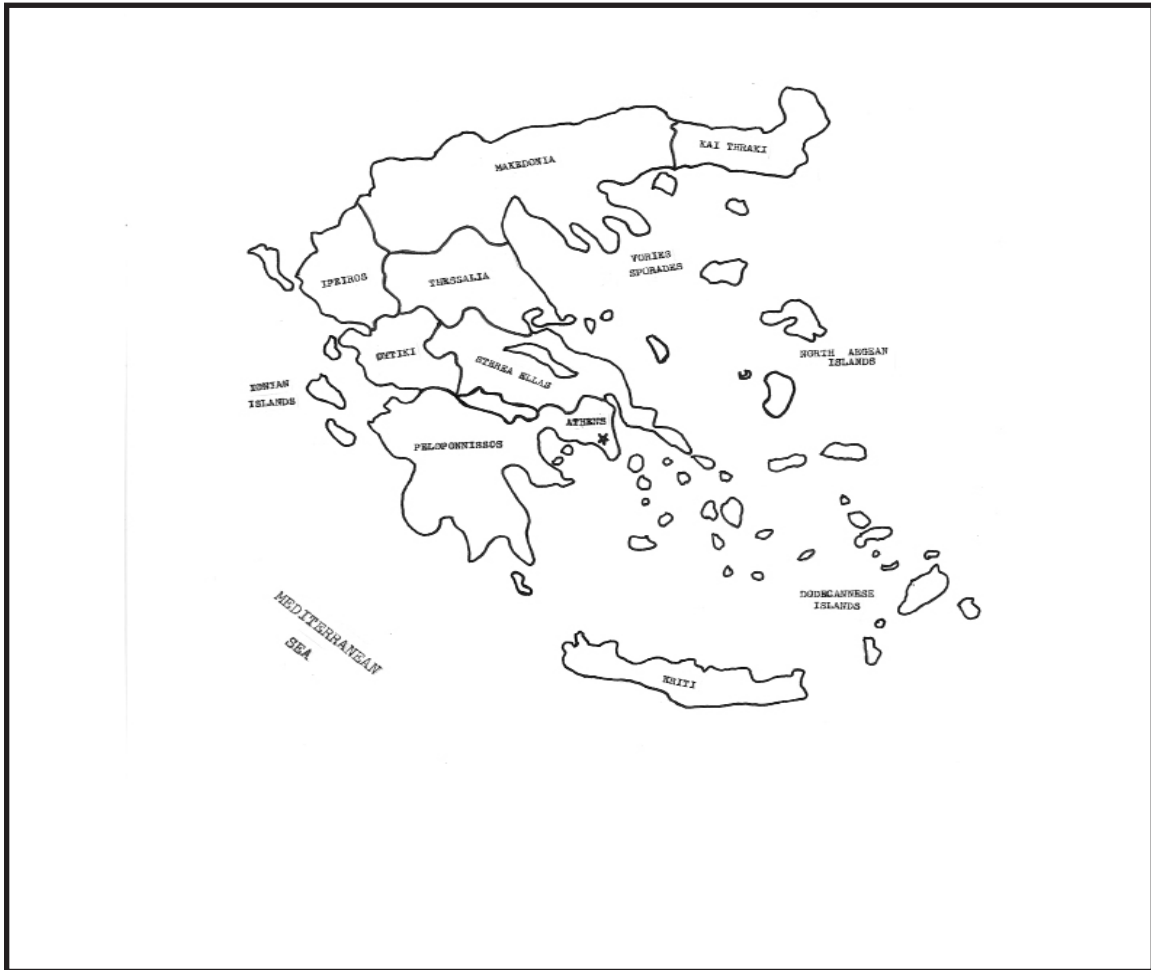 MAKEDONIA
KAI THRAKI
VORIES
SPORADES
IPEIROS
THESSALIA
NORTH AEGEAN
ISLANDS
STEREA ELLAS
IONIAN
ISLANDS
ATHENS
PELOPONNISSOS
DODECANNESE
ISLANDS
MEDITERRANEAN
SEA
KRITI